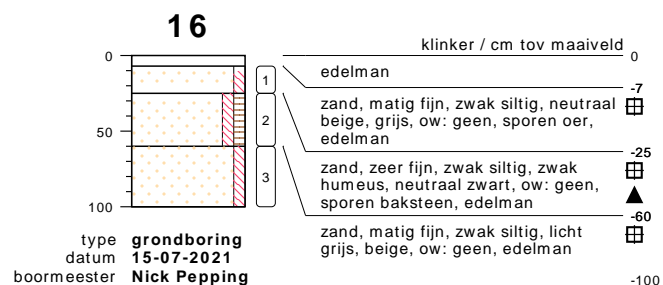 16
klinker / cm tov maaiveld
0
0
edelman
-7
1
zand, matig fijn, zwak siltig, neutraal
beige, grijs, ow: geen, sporen oer,
edelman
-25
2
50
zand, zeer fijn, zwak siltig, zwak
humeus, neutraal zwart, ow: geen,
sporen baksteen, edelman
-60
3
100
zand, matig fijn, zwak siltig, licht
grijs, beige, ow: geen, edelman
-100
type grondboring
datum 15-07-2021
boormeester Nick Pepping